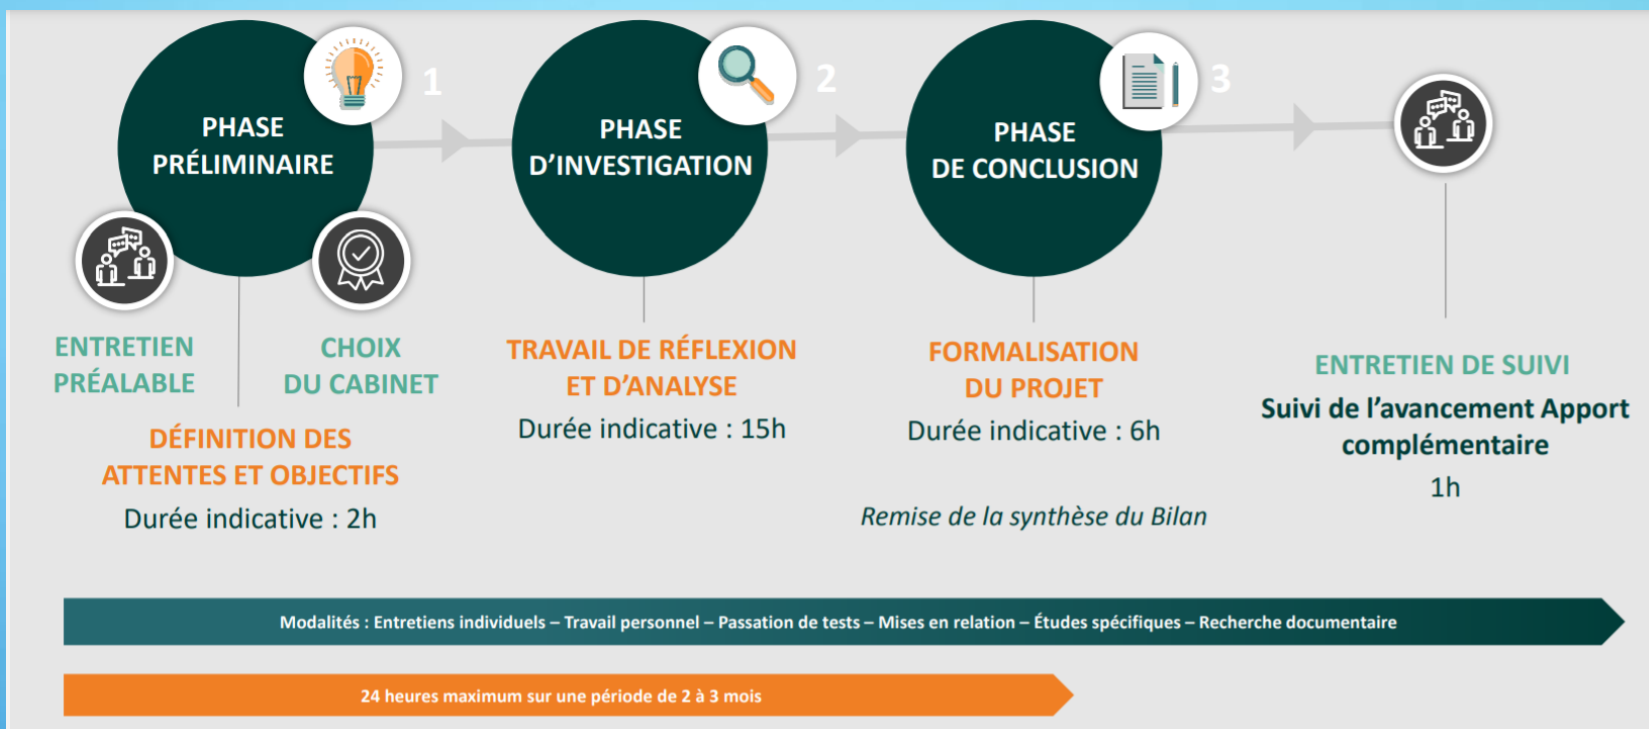 1
PHASE
PRÉLIMINAIRE
ENTRETIEN
PRÉALABLE
CHOIX
DU CABINET
DÉFINITION DES
ATTENTES ET OBJECTIFS
Durée indicative : 2h
2
PHASE
D’INVESTIGATION
TRAVAIL DE RÉFLEXION
ET D’ANALYSE
Durée indicative : 15h
3
PHASE
DE CONCLUSION
FORMALISATION
DU PROJET
Durée indicative : 6h
Remise de la synthèse du Bilan
ENTRETIEN DE SUIVI
Suivi de l’avancement Apport
complémentaire
1h
Modalités : Entretiens individuels – Travail personnel – Passation de tests – Mises en relation – Études spécifiques – Recherche documentaire
24 heures maximum sur une période de 2 à 3 mois